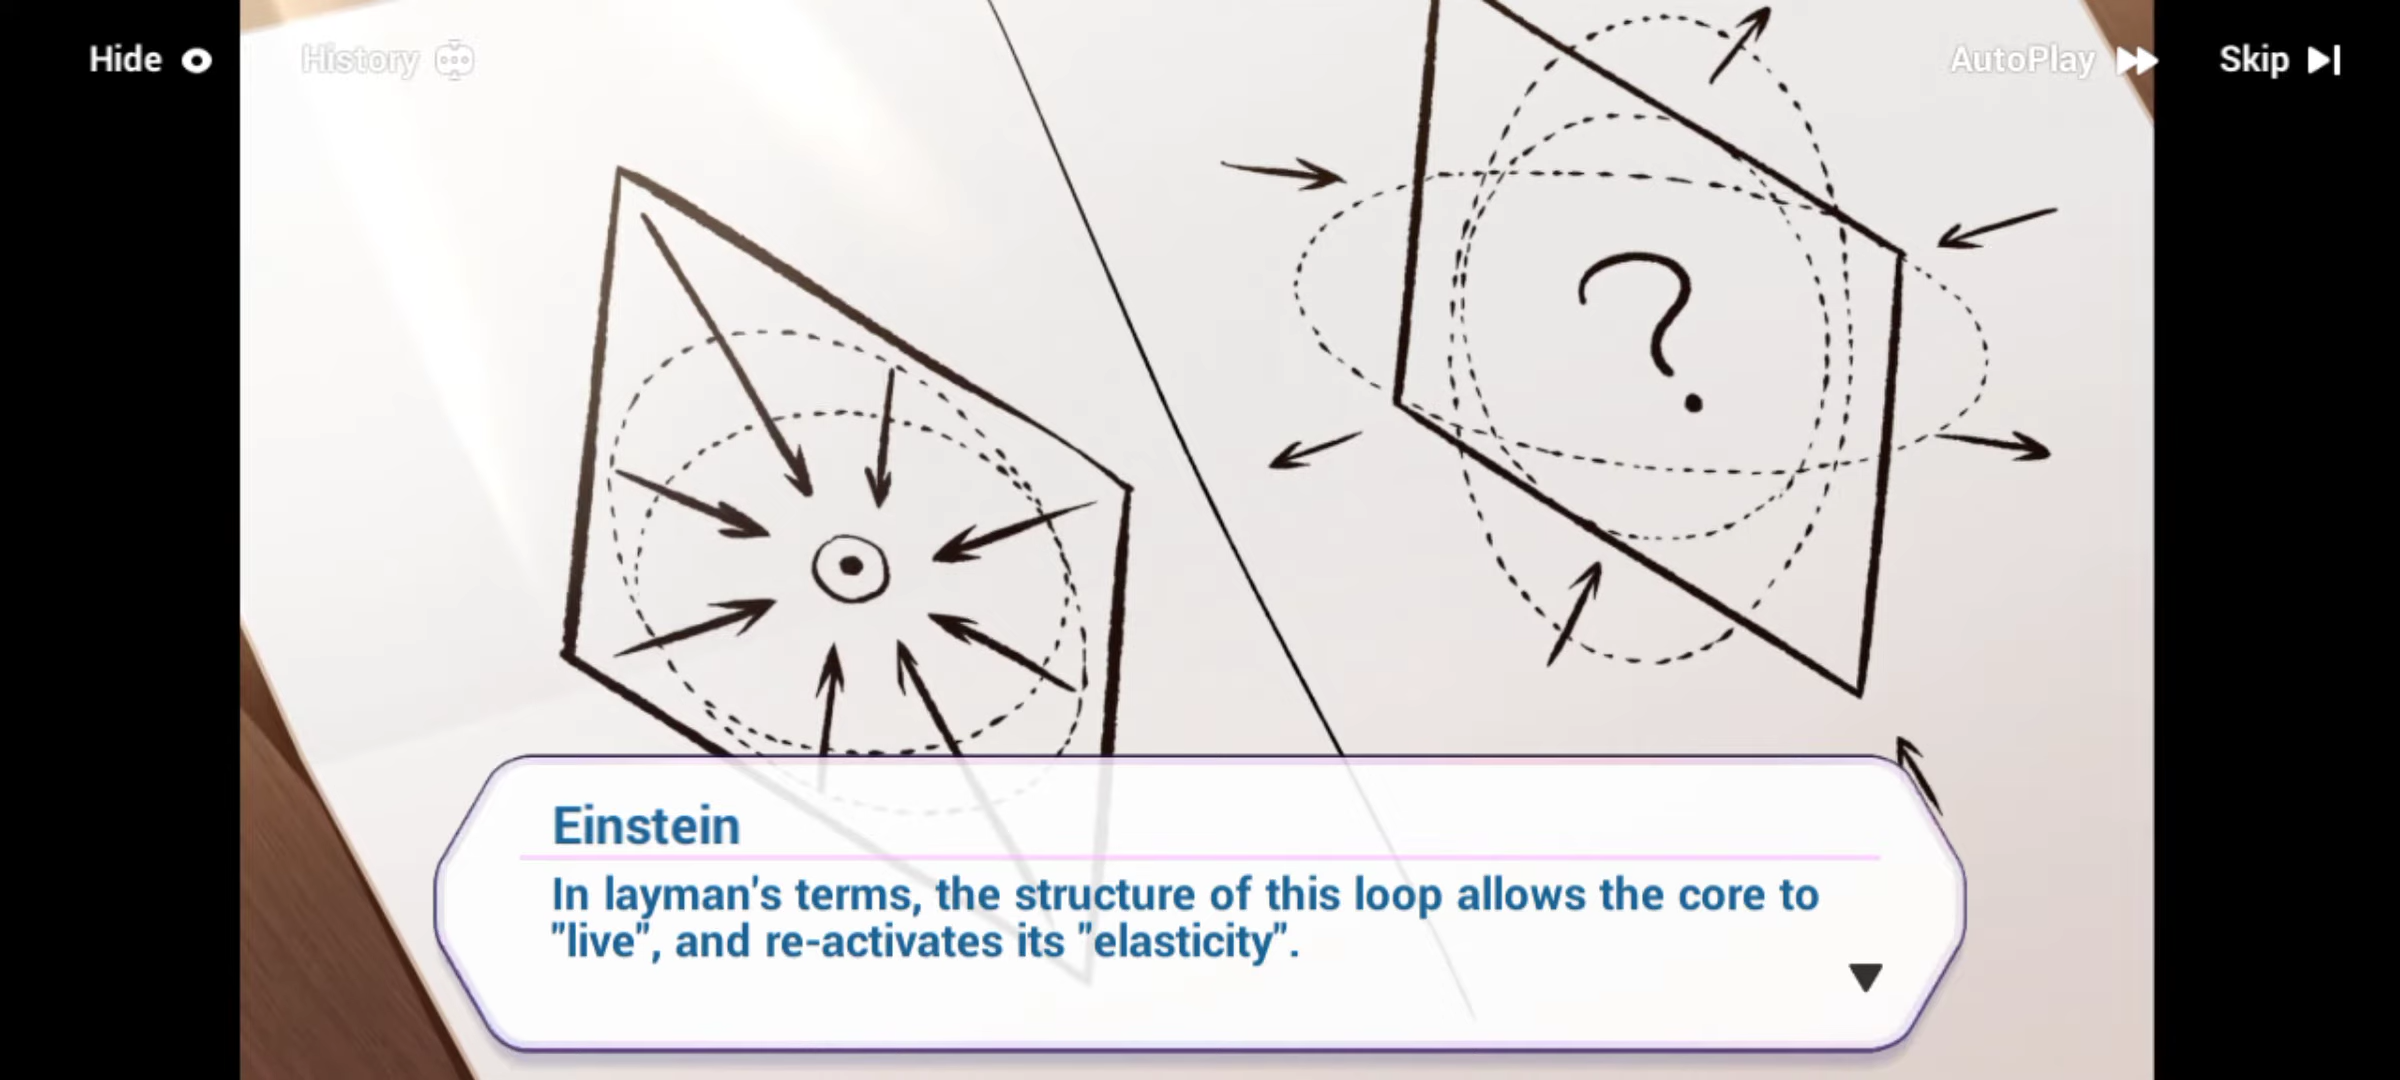 Hide
History
AutoPlay
Skip
?
Einstein
In layman's terms, the structure of this loop allows the core to
"live", and re-activates its "elasticity".